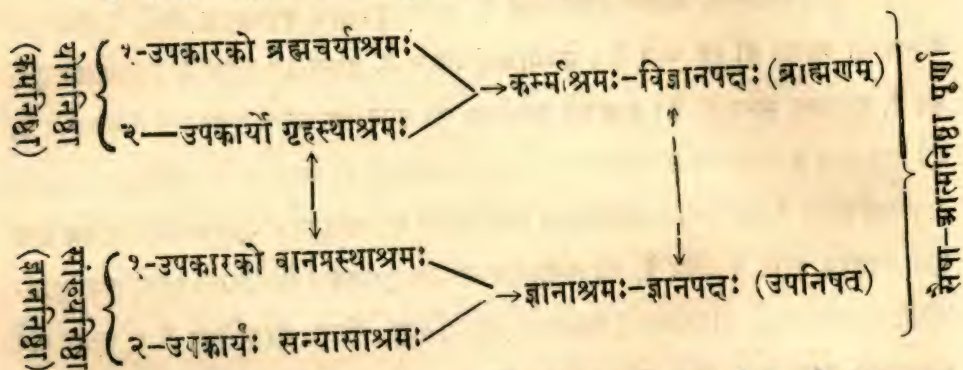 योगनिष्ठा
(कर्मनिष्ठा)
१-उपकारको ब्रह्मचर्याश्रमः
२—उपकार्यो गृहस्थाश्रमः
→कर्म्माश्रमः-विज्ञानपक्षः (ब्राह्मणम्)
सांख्यनिष्ठा
(ज्ञाननिष्ठा)
१-उपकारको वानप्रस्थाश्रमः
२-उपकार्यः सन्यासाश्रमः
→ज्ञानाश्रमः-ज्ञानपक्षः (उपनिषत्)
सैषा-आत्मनिष्ठा पूर्णा